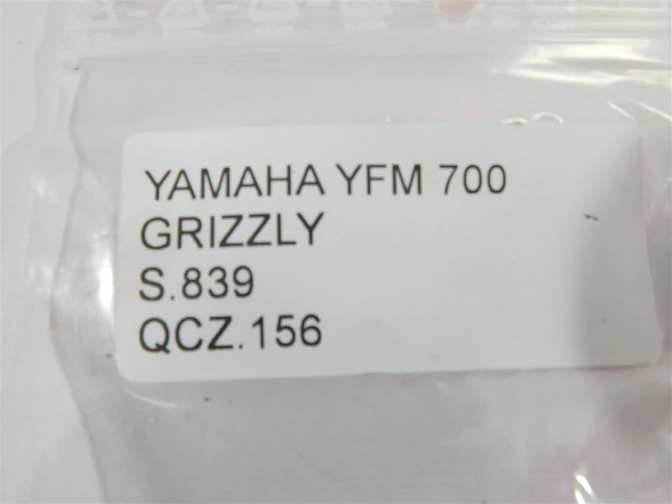 YAMAHA YFM 700
GRIZZLY
S.839
QCZ.156